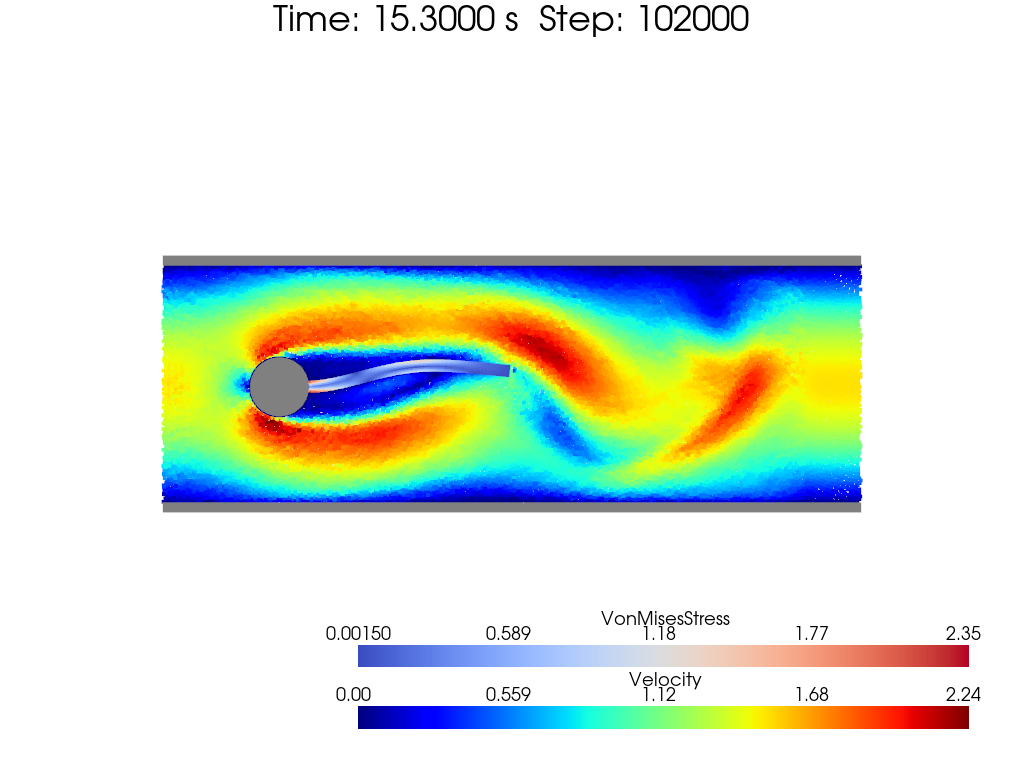 Time: 15.3000 s  Step: 102000
VonMisesStress
0.00150 0.589 1.18 1.77 2.35
Velocity
0.00 0.559 1.12 1.68 2.24